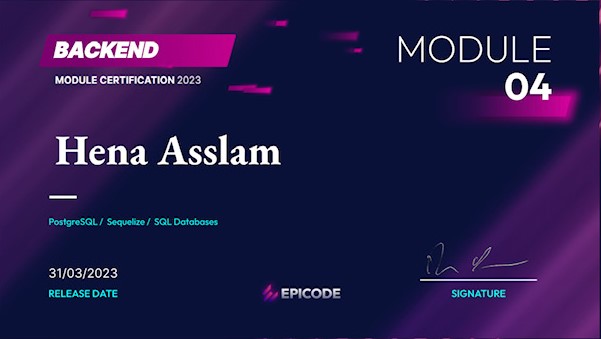 BACKEND
MODULE CERTIFICATION 2023
MODULE
04
Hena Asslam
PostgreSQL / Sequelize / SQL Databases
31/03/2023
RELEASE DATE
EPICODE
SIGNATURE